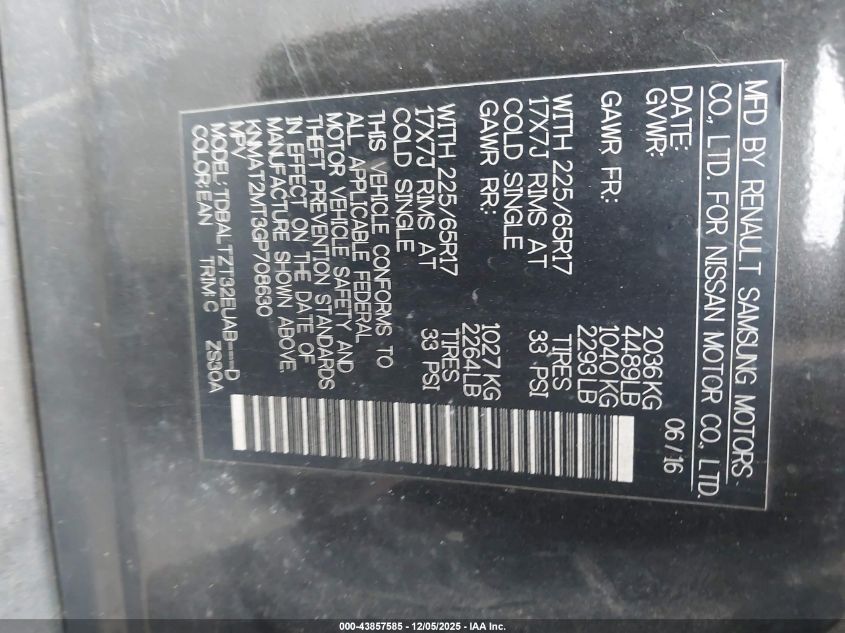 MFD BY RENAULT SAMSUNG MOTORS
CO., LTD. FOR NISSAN MOTOR CO., LTD.
DATE: 06/16
GVWR: 2036KG
4489LB
GAWR FR: 1040 KG
2293LB
WITH 225/65R17 TIRES
17X7J RIMS AT 33 PSI
COLD SINGLE
GAWR RR: 1027KG
2264LB
WITH 225/65R17 TIRES
17X7J RIMS AT 33 PSI
COLD SINGLE
THIS VEHICLE CONFORMS TO
ALL APPLICABLE FEDERAL
MOTOR VEHICLE SAFETY AND
THEFT PREVENTION STANDARDS
IN EFFECT ON THE DATE OF
MANUFACTURE SHOWN ABOVE.
KNMAT2MT3GP708630
MPV
MODEL: TDBALTZT32EUAB----D
COLOR:EAN TRIM:C ZS30A
000-43857585 - 12/05/2025 - IAA Inc.